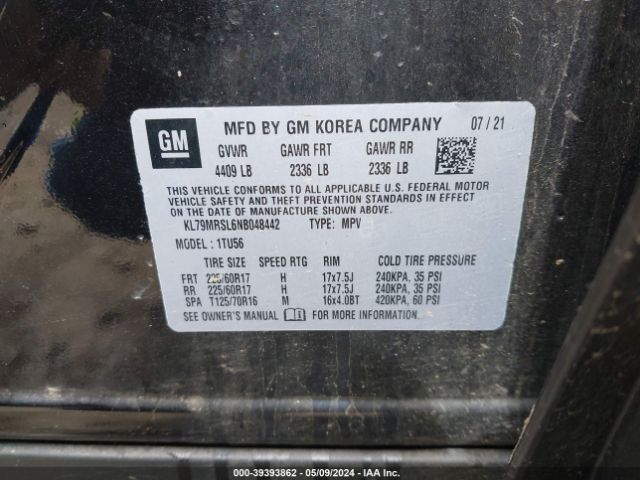 GM
MFD BY GM KOREA COMPANY 07 / 21
GVWR GAWR FRT GAWR RR
4409 LB 2336 LB 2336 LB
THIS VEHICLE CONFORMS TO ALL APPLICABLE U.S. FEDERAL MOTOR
VEHICLE SAFETY AND THEFT PREVENTION STANDARDS IN EFFECT
ON THE DATE OF MANUFACTURE SHOWN ABOVE.
KL79MRSL6NB048442 TYPE: MPV
MODEL : 1TU56
TIRE SIZE SPEED RTG RIM COLD TIRE PRESSURE
FRT 225/60R17 H 17x7.5J 240KPA, 35 PSI
RR 225/60R17 H 17x7.5J 240KPA, 35 PSI
SPA T125/70R16 M 16x4.0BT 420KPA, 60 PSI
SEE OWNER'S MANUAL FOR MORE INFORMATION.
000-39393862 - 05/09/2024 - IAA Inc.